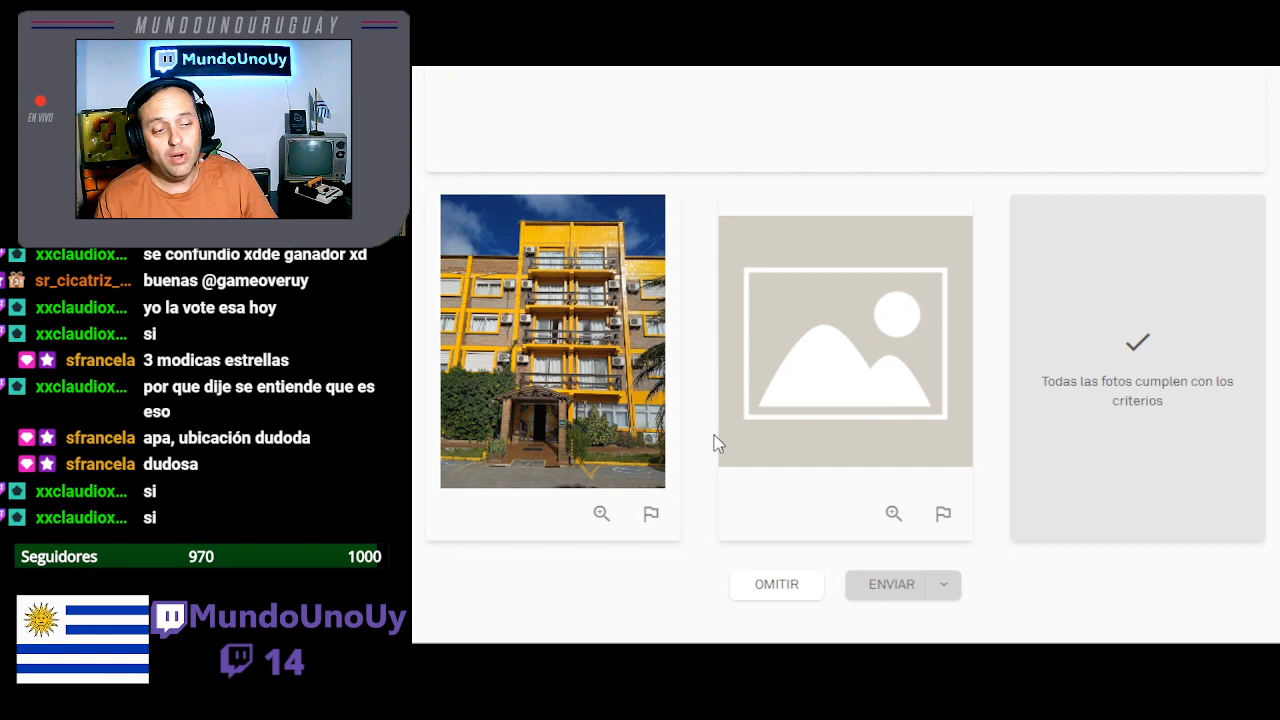 MUNDOUNOURUGUAY
MundoUnoUy
EN VIVO
xxclaudiox... se confundio xdde ganador xd
sr_cicatriz_... buenas @gameoveruy
xxclaudiox... yo la vote esa hoy
xxclaudiox... si
sfrancela 3 modicas estrellas
xxclaudiox... por que dije se entiende que es
eso
sfrancela apa, ubicación dudoda
sfrancela dudosa
xxclaudiox... si
xxclaudiox... si
Seguidores 970 1000
MundoUnoUy
14
Todas las fotos cumplen con los
criterios
OMITIR ENVIAR